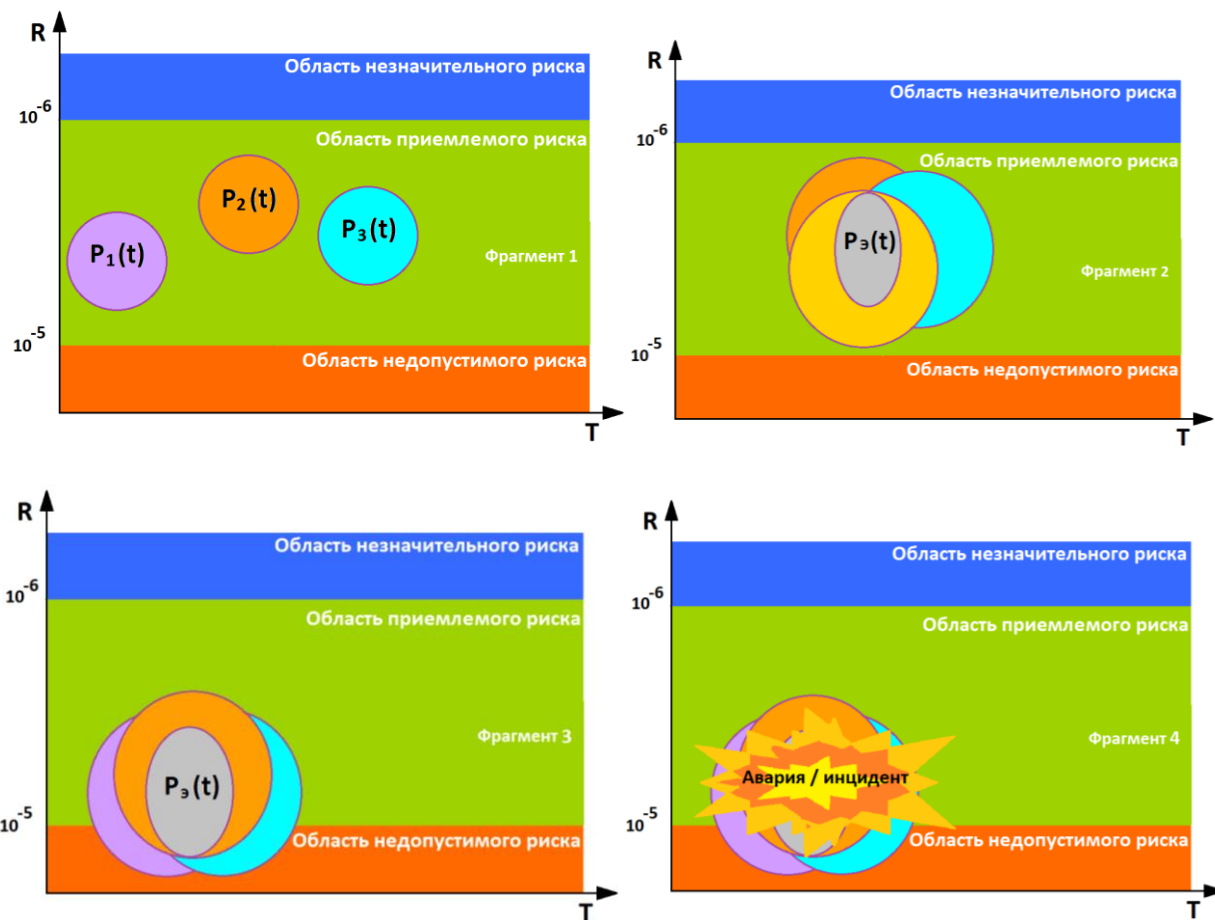 R
Область незначительного риска
10-6
Область приемлемого риска
P1(t)
P2(t)
P3(t)
Фрагмент 1
10-5
Область недопустимого риска
T
R
Область незначительного риска
10-6
Область приемлемого риска
Pэ(t)
Фрагмент 2
10-5
Область недопустимого риска
T
R
Область незначительного риска
10-6
Область приемлемого риска
Фрагмент 3
Pэ(t)
10-5
Область недопустимого риска
T
R
Область незначительного риска
10-6
Область приемлемого риска
Фрагмент 4
Авария / инцидент
10-5
Область недопустимого риска
T